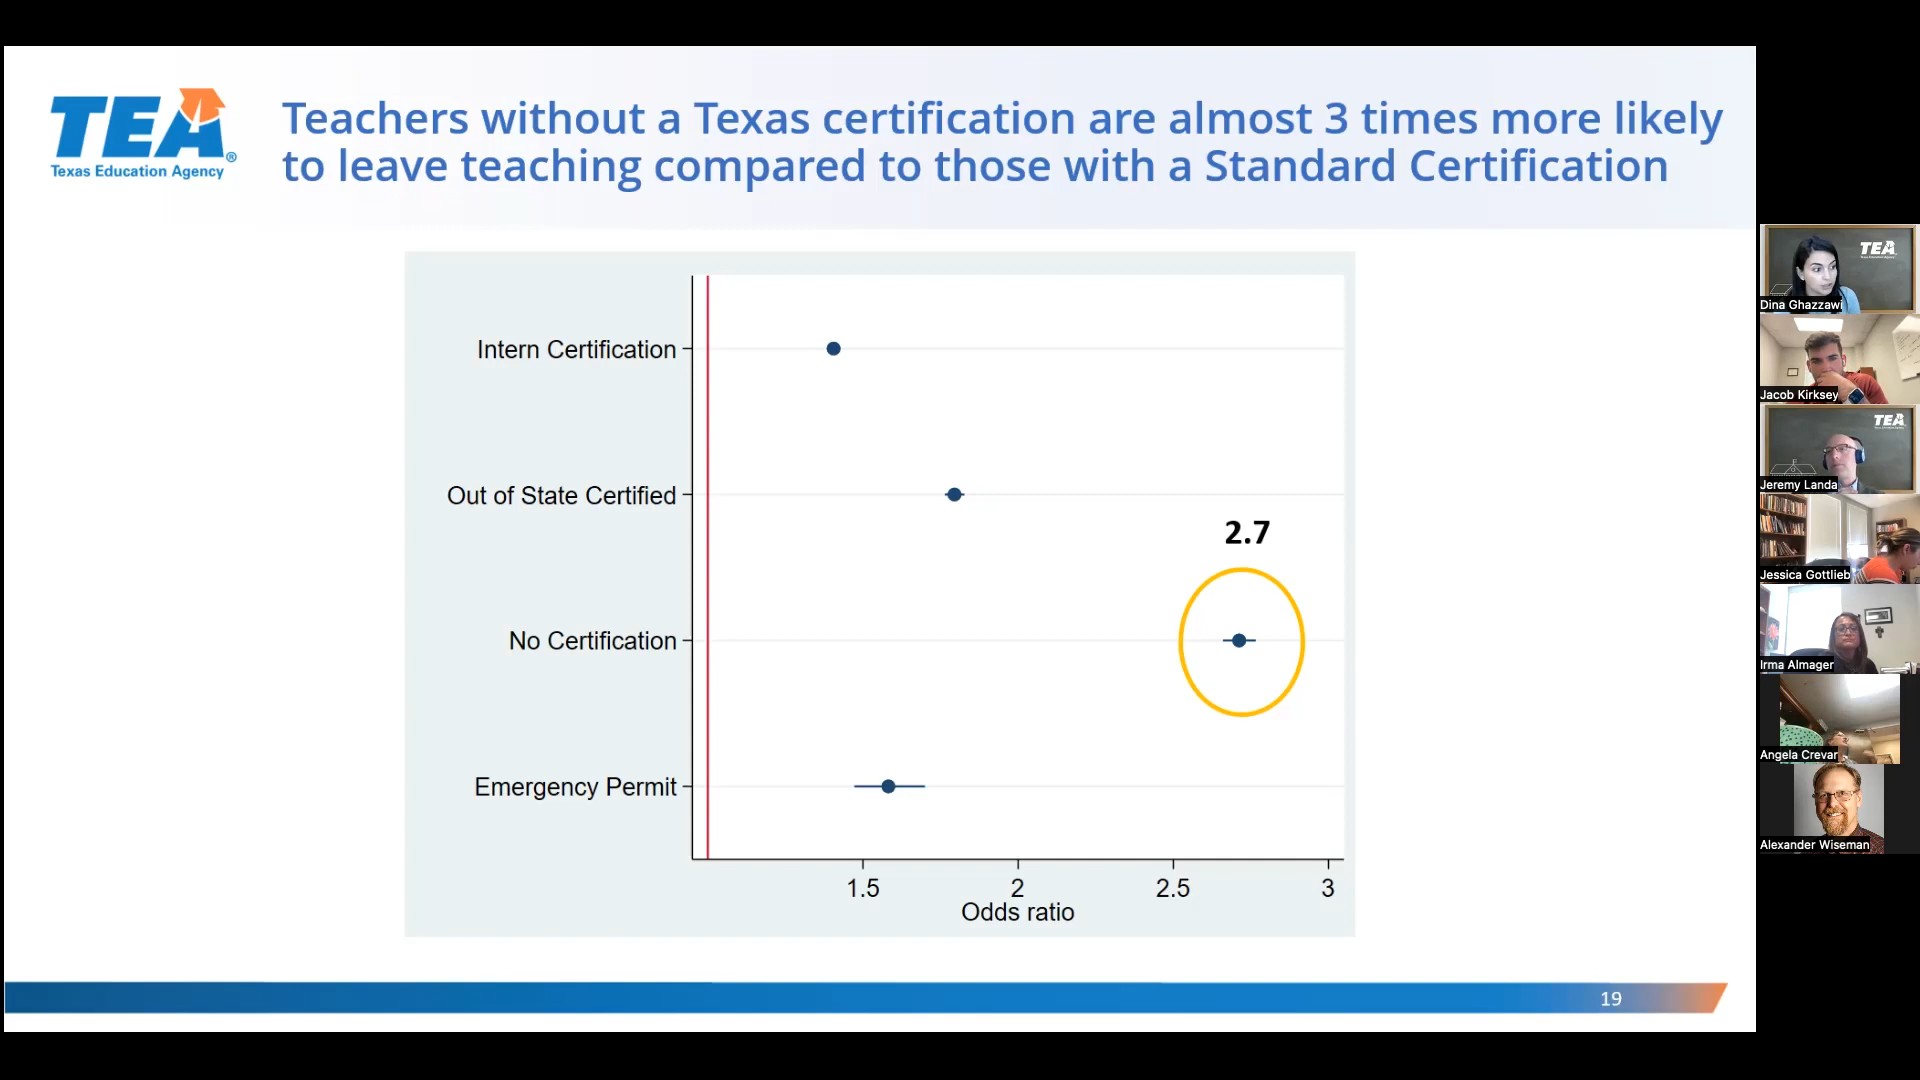 TEA
Texas Education Agency
®
Teachers without a Texas certification are almost 3 times more likely
to leave teaching compared to those with a Standard Certification
Intern Certification
Out of State Certified
No Certification
Emergency Permit
2.7
1.5 2 2.5 3
Odds ratio
19
TEA
Dina Ghazzawi
Jacob Kirksey
TEA
Jeremy Landa
Jessica Gottlieb
Irma Almager
Angela Crevar
Alexander Wiseman